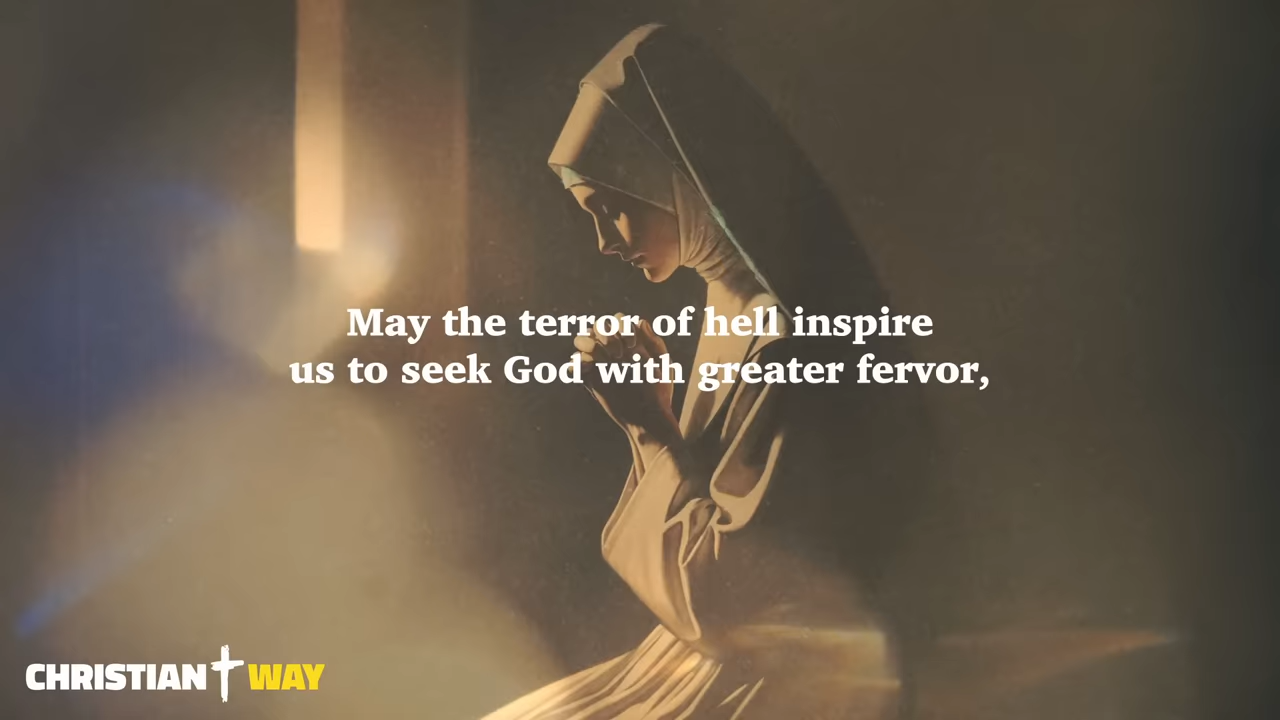 May the terror of hell inspire
us to seek God with greater fervor,
CHRISTIAN WAY